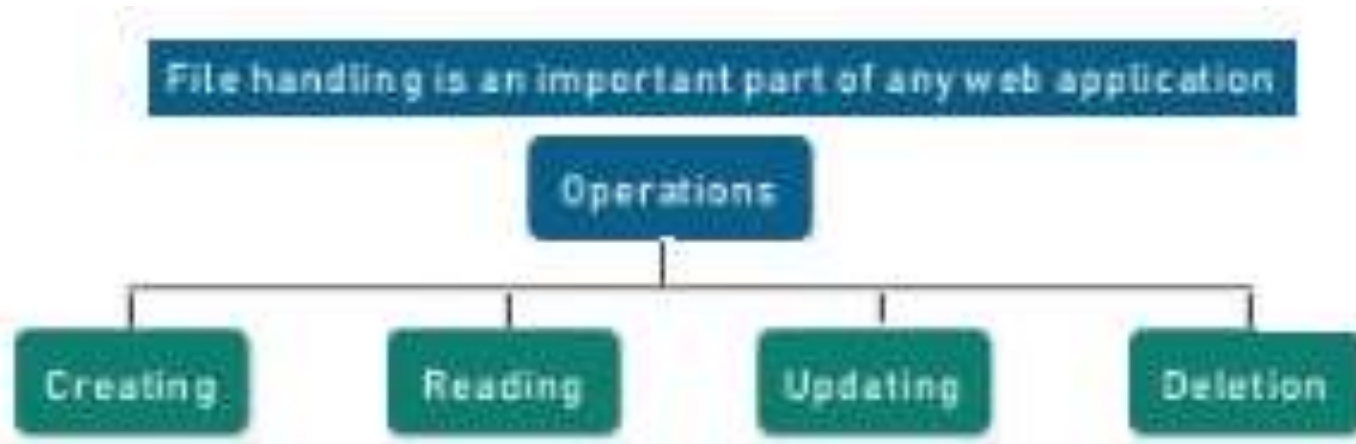 File handling is an important part of any web application
Operations
Creating
Reading
Updating
Deletion